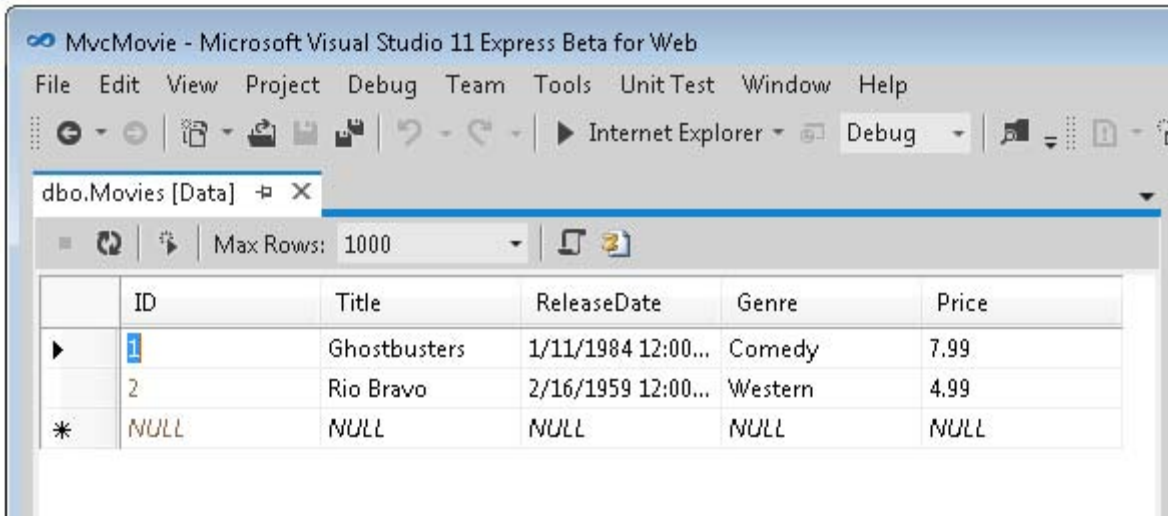 MvcMovie - Microsoft Visual Studio 11 Express Beta for Web
File Edit View Project Debug Team Tools Unit Test Window Help
Internet Explorer Debug
dbo.Movies [Data]
Max Rows: 1000
ID Title ReleaseDate Genre Price
1 Ghostbusters 1/11/1984 12:00... Comedy 7.99
2 Rio Bravo 2/16/1959 12:00... Western 4.99
NULL NULL NULL NULL NULL